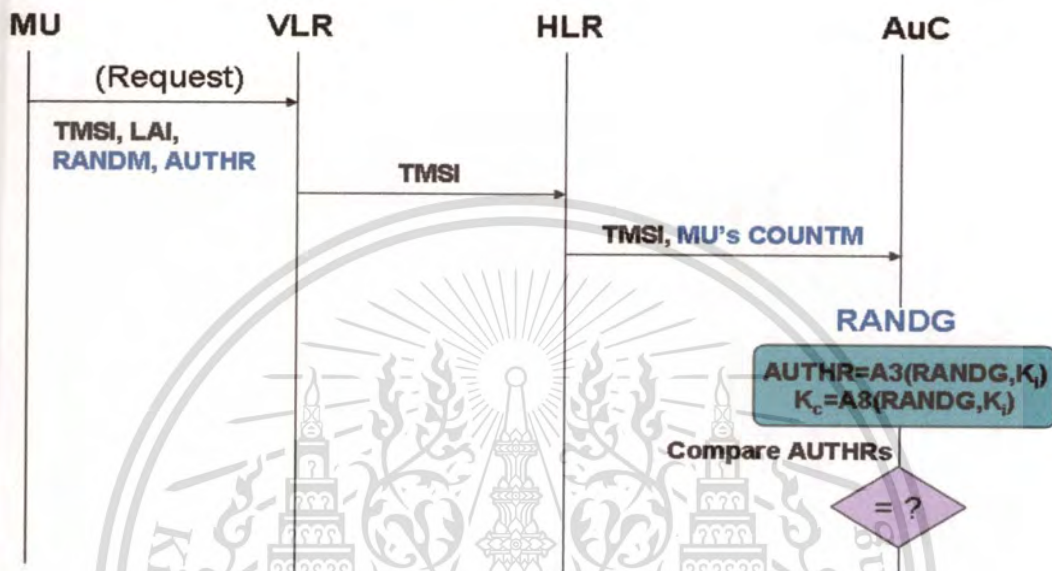 MU VLR HLR AuC
(Request)
TMSI, LAI,
RANDM, AUTHR
TMSI
TMSI, MU's COUNTM
RANDG
AUTHR=A3(RANDG,Ki)
Kc=A8(RANDG,Ki)
Compare AUTHRs
= ?